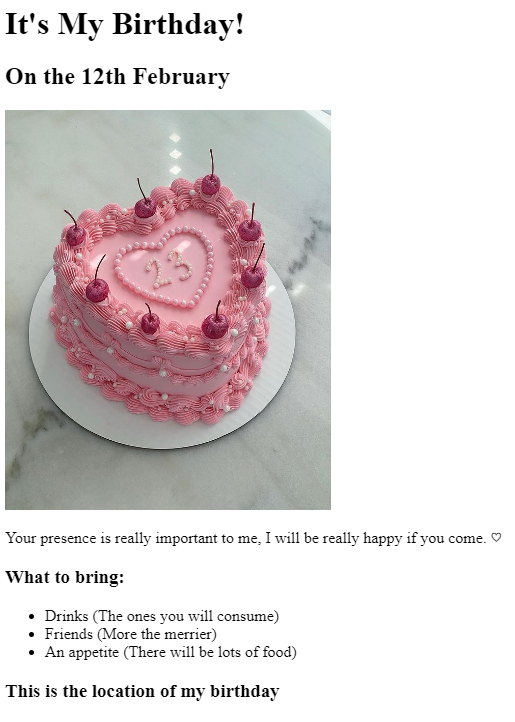 It's My Birthday!
On the 12th February
23
Your presence is really important to me, I will be really happy if you come. ♡
What to bring:
• Drinks (The ones you will consume)
• Friends (More the merrier)
• An appetite (There will be lots of food)
This is the location of my birthday